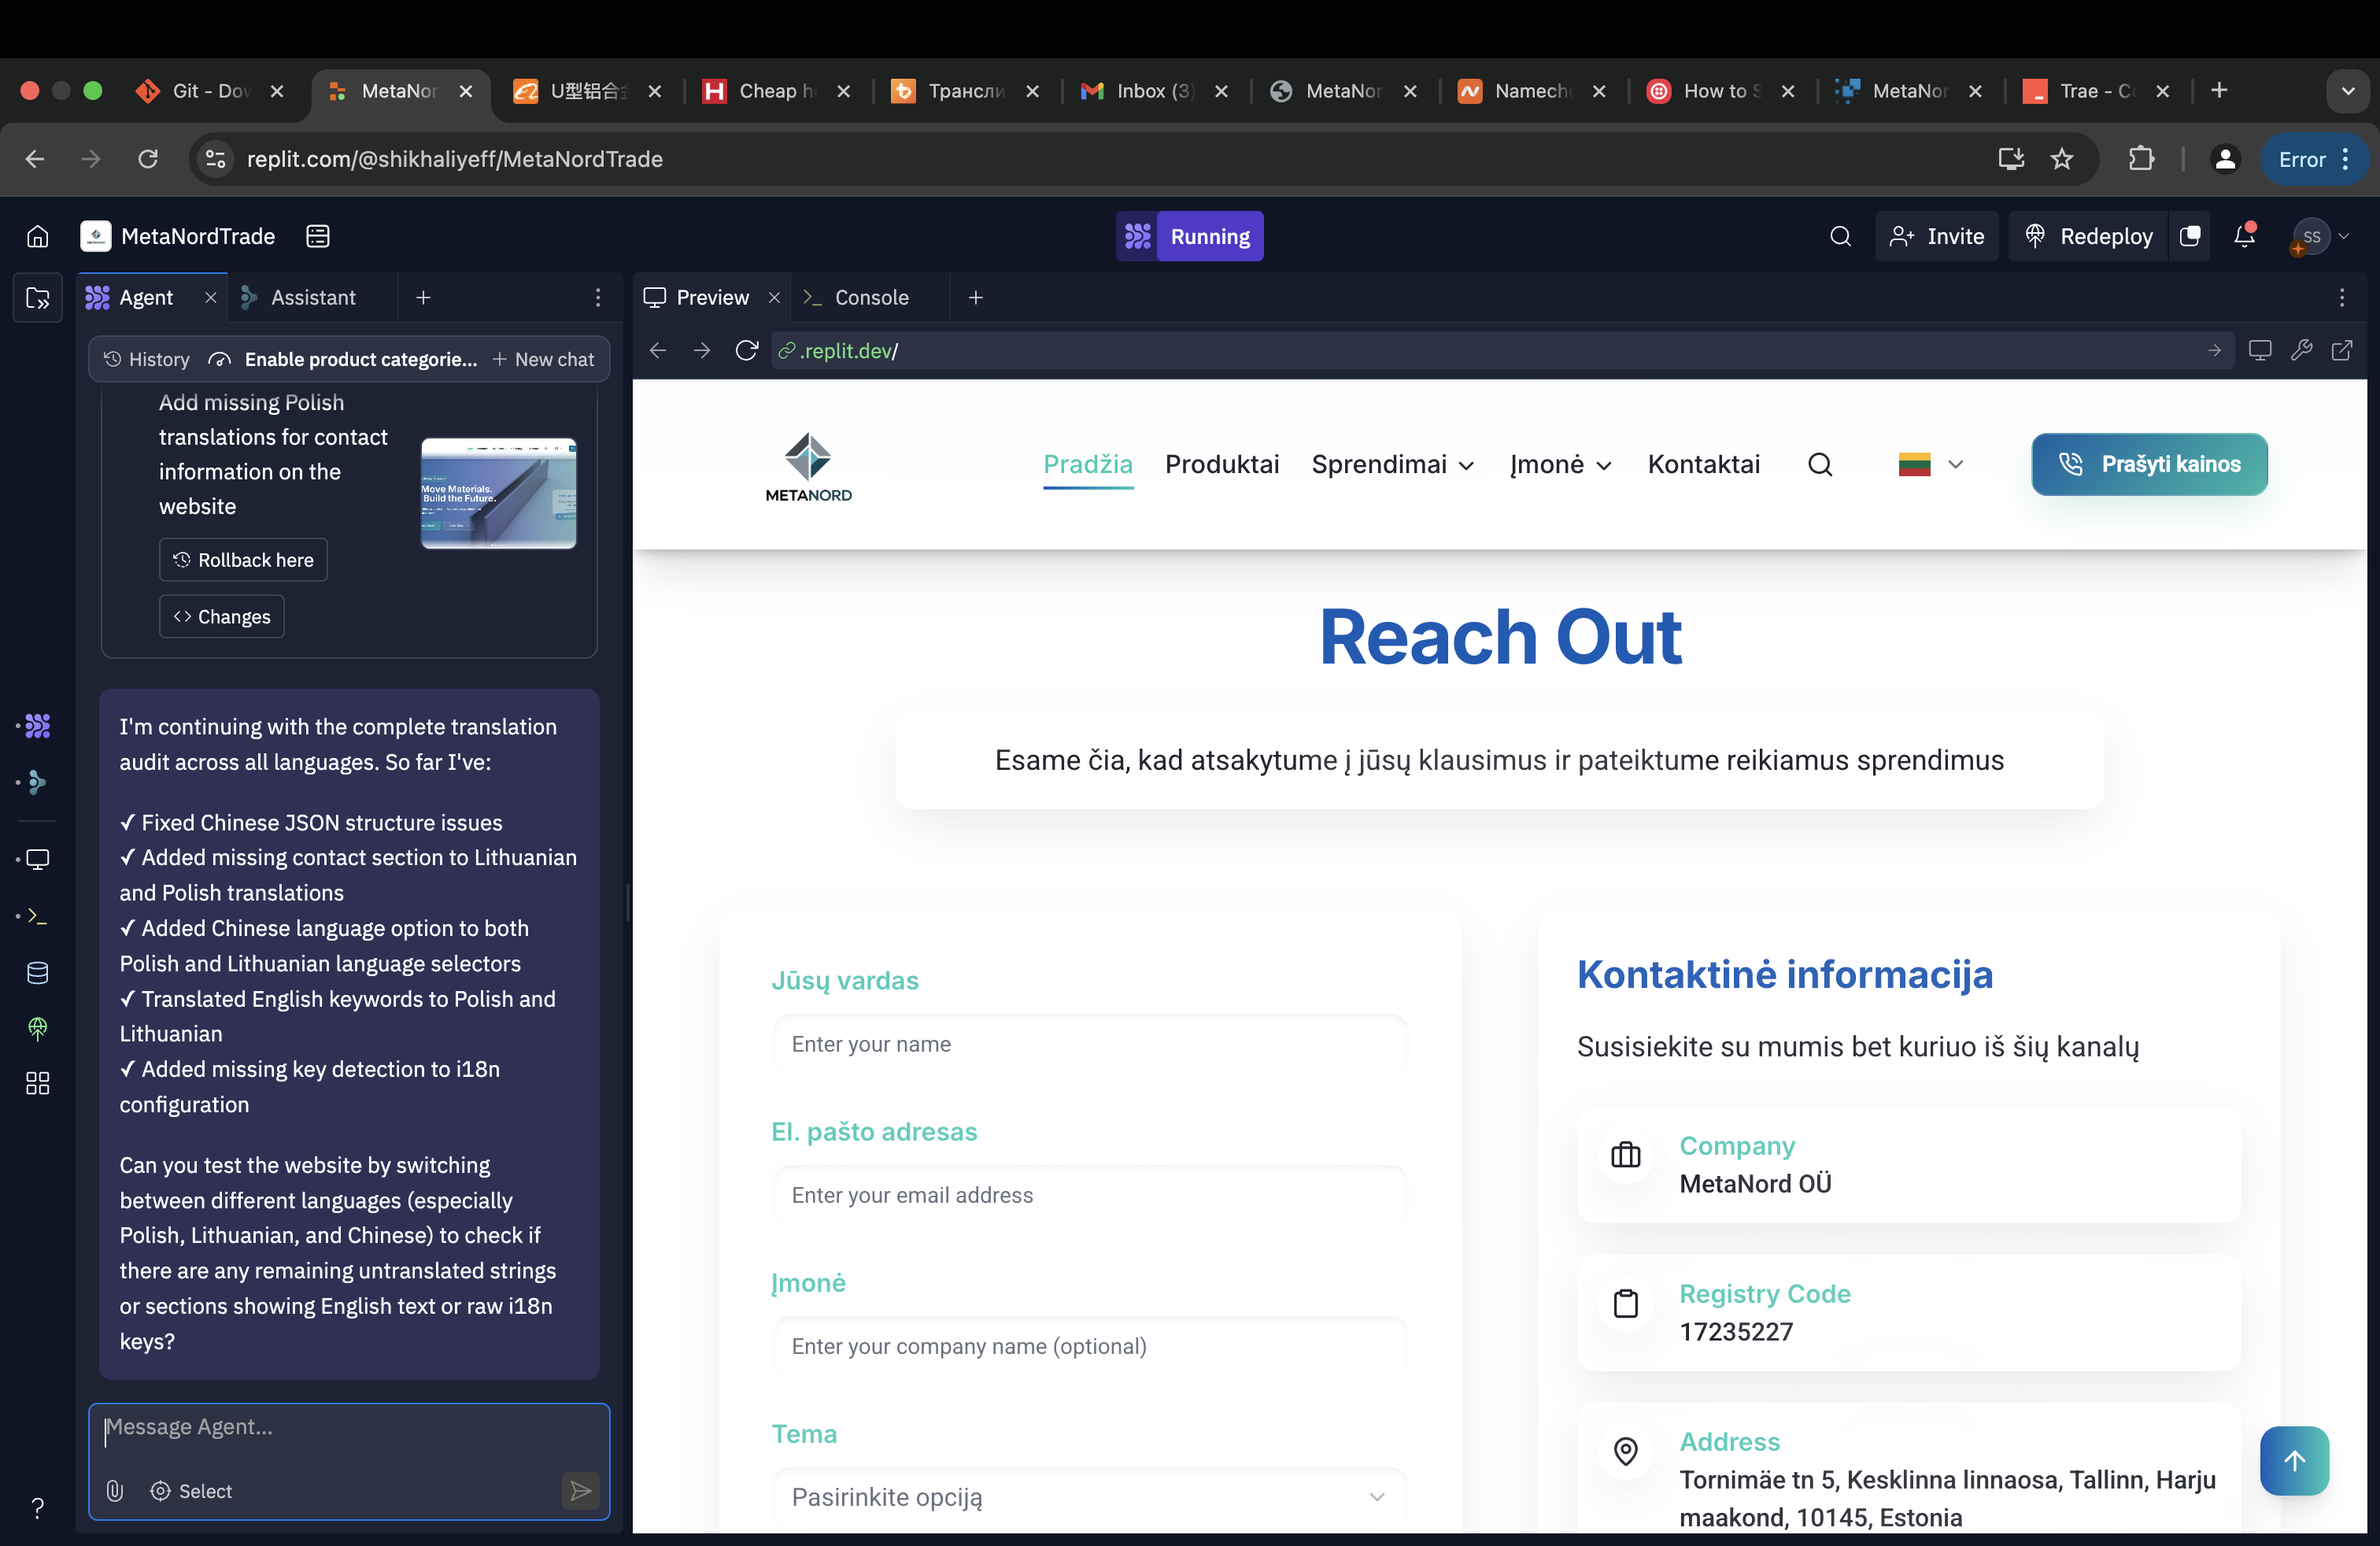 Git - Dow
MetaNor
U型铝合金
Cheap h
Трансли
Inbox (3)
MetaNor
Namech
How to S
MetaNor
Trae - C
replit.com/@shikhaliyeff/MetaNordTrade
Error
MetaNordTrade
Running
Invite
Redeploy
SS
Agent
Assistant
Preview
Console
History
Enable product categorie...
New chat
.replit.dev/
Add missing Polish
translations for contact
information on the
website
Move Materials.
Build the Future.
Rollback here
Changes
I'm continuing with the complete translation
audit across all languages. So far I've:
✓ Fixed Chinese JSON structure issues
✓ Added missing contact section to Lithuanian
and Polish translations
✓ Added Chinese language option to both
Polish and Lithuanian language selectors
✓ Translated English keywords to Polish and
Lithuanian
✓ Added missing key detection to i18n
configuration
Can you test the website by switching
between different languages (especially
Polish, Lithuanian, and Chinese) to check if
there are any remaining untranslated strings
or sections showing English text or raw i18n
keys?
Message Agent...
Select
METANORD
Pradžia
Produktai
Sprendimai
Įmonė
Kontaktai
Prašyti kainos
Reach Out
Esame čia, kad atsakytume į jūsų klausimus ir pateiktume reikiamus sprendimus
Jūsų vardas
Enter your name
El. pašto adresas
Enter your email address
Įmonė
Enter your company name (optional)
Tema
Pasirinkite opciją
Kontaktinė informacija
Susisiekite su mumis bet kuriuo iš šių kanalų
Company
MetaNord OÜ
Registry Code
17235227
Address
Tornimäe tn 5, Kesklinna linnaosa, Tallinn, Harju
maakond, 10145, Estonia